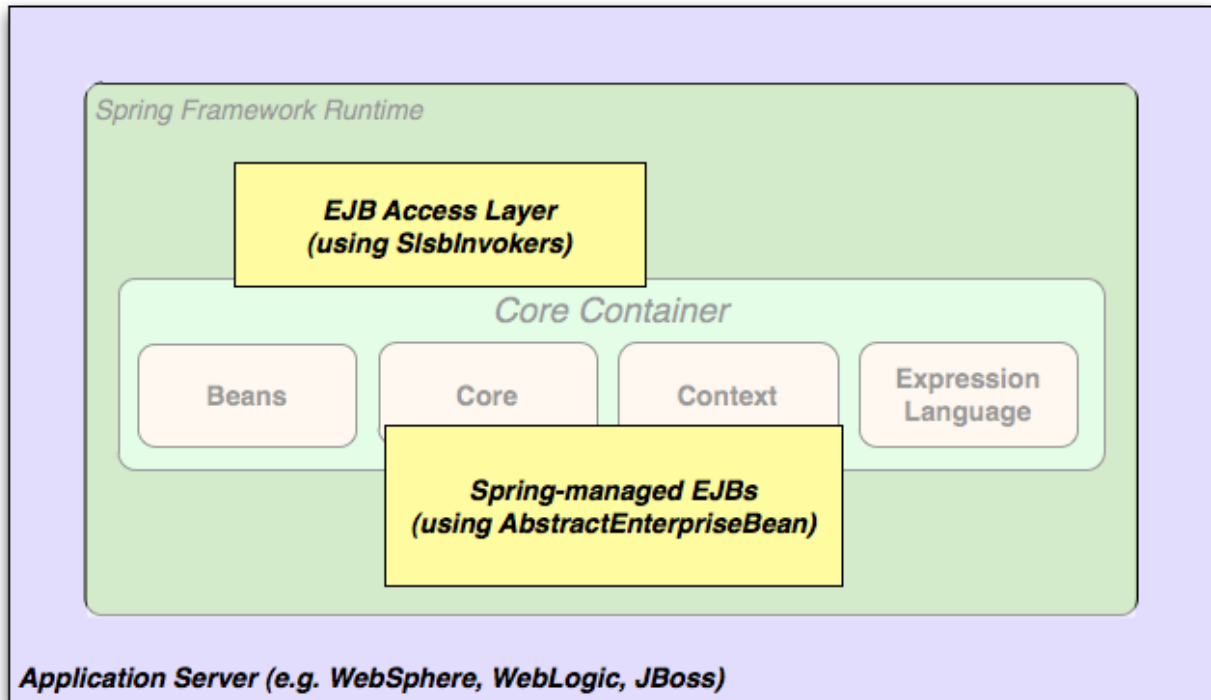 Spring Framework Runtime
EJB Access Layer
(using SlsbInvokers)
Core Container
Beans
Core
Context
Expression
Language
Spring-managed EJBs
(using AbstractEnterpriseBean)
Application Server (e.g. WebSphere, WebLogic, JBoss)